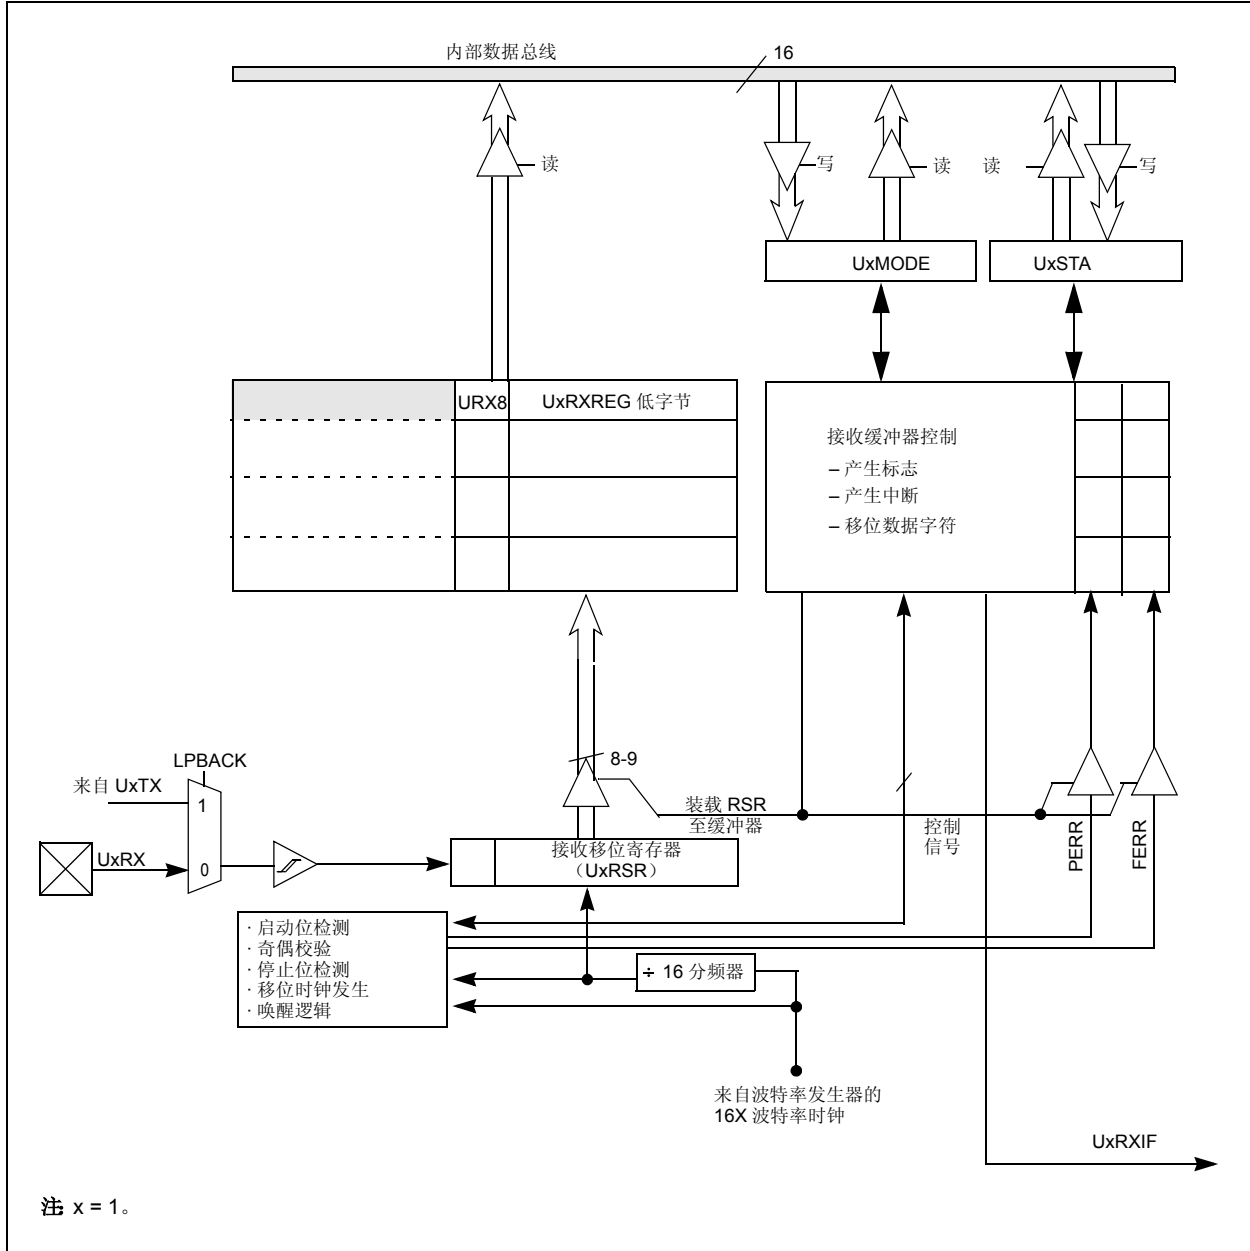 内部数据总线
16
读
写
读
读
写
UxMODE
UxSTA
URX8
UxRXREG 低字节
接收缓冲器控制
– 产生标志
– 产生中断
– 移位数据字符
8-9
LPBACK
来自 UxTX
1
装载 RSR
至缓冲器
控制
信号
PERR
FERR
UxRX
0
接收移位寄存器
（UxRSR）
· 启动位检测
· 奇偶校验
· 停止位检测
· 移位时钟发生
· 唤醒逻辑
÷ 16 分频器
来自波特率发生器的
16X 波特率时钟
UxRXIF
注: x = 1。